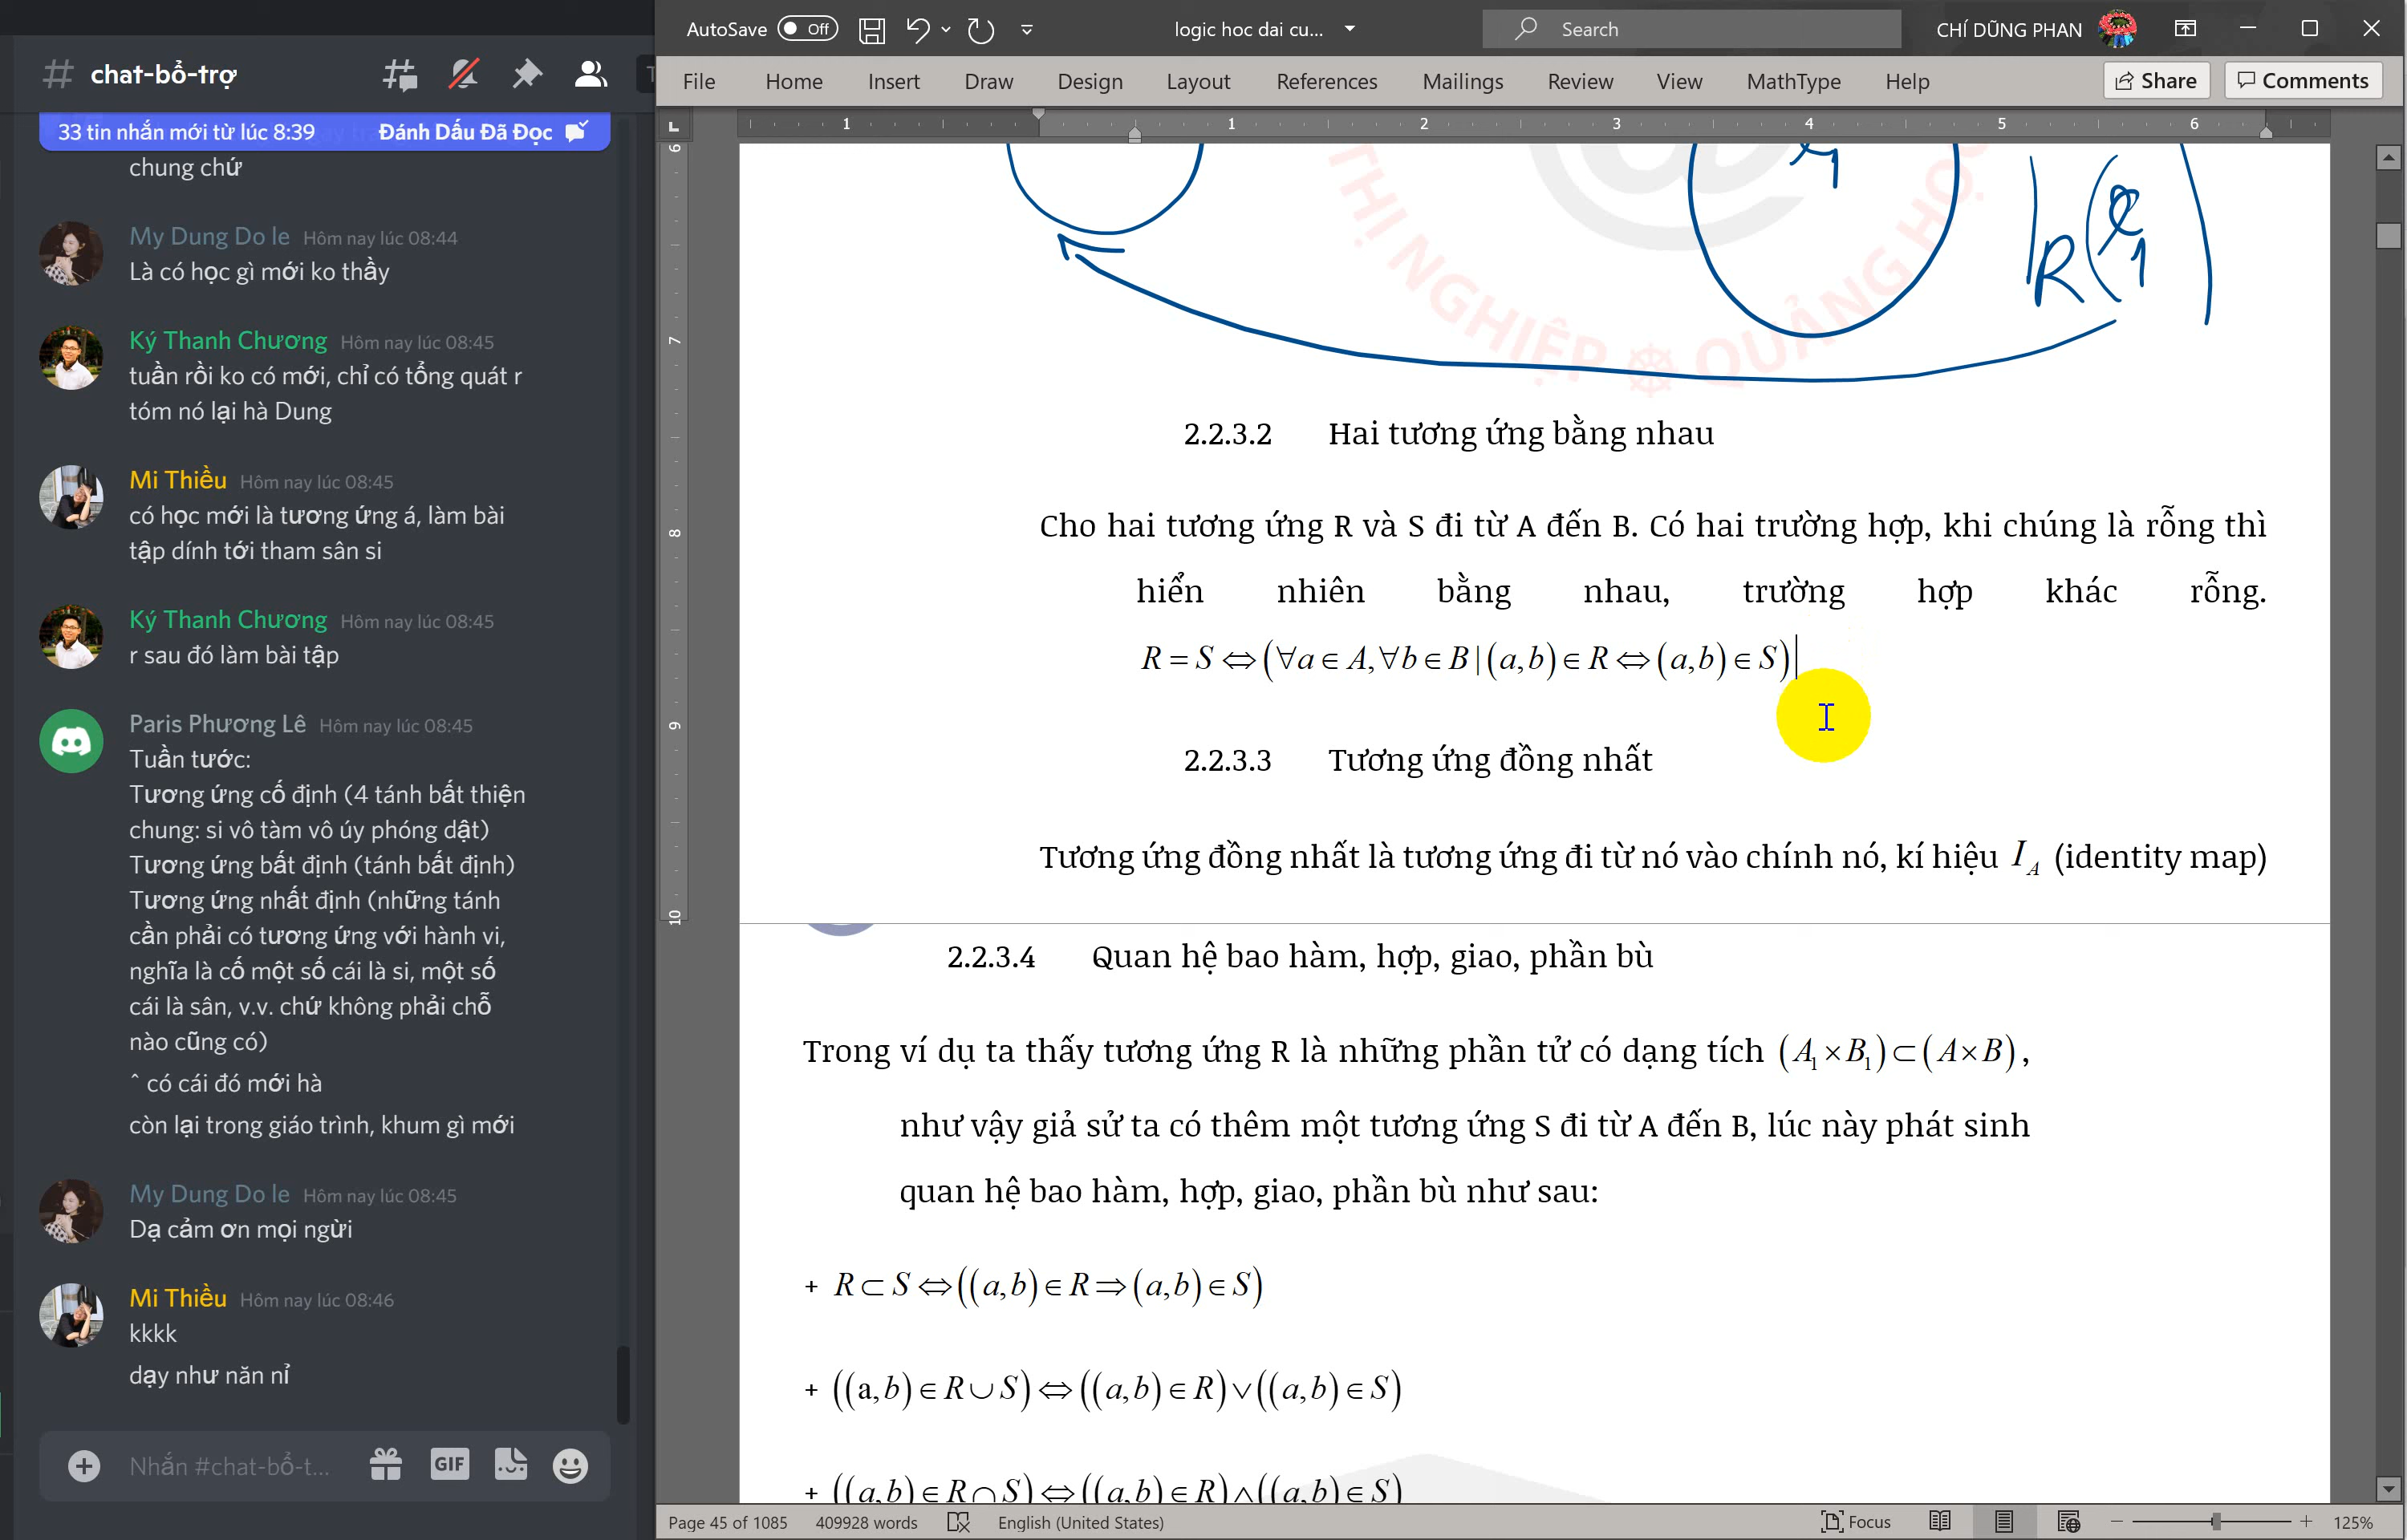 chat-bổ-trợ
33 tin nhắn mới từ lúc 8:39 Đánh Dấu Đã Đọc
chung chứ
My Dung Do le Hôm nay lúc 08:44
Là có học gì mới ko thầy
Ký Thanh Chương Hôm nay lúc 08:45
tuần rồi ko có mới, chỉ có tổng quát r
tóm nó lại hà Dung
Mi Thiều Hôm nay lúc 08:45
có học mới là tương ứng á, làm bài
tập dính tới tham sân si
Ký Thanh Chương Hôm nay lúc 08:45
r sau đó làm bài tập
Paris Phương Lê Hôm nay lúc 08:45
Tuần tước:
Tương ứng cố định (4 tánh bất thiện
chung: si vô tàm vô úy phóng dật)
Tương ứng bất định (tánh bất định)
Tương ứng nhất định (những tánh
cần phải có tương ứng với hành vi,
nghĩa là cố một số cái là si, một số
cái là sân, v.v. chứ không phải chỗ
nào cũng có)
ˆ có cái đó mới hà
còn lại trong giáo trình, khum gì mới
My Dung Do le Hôm nay lúc 08:45
Dạ cảm ơn mọi ngừi
Mi Thiều Hôm nay lúc 08:46
kkkk
dạy như năn nỉ
Nhắn #chat-bổ-t... GIF
AutoSave Off logic hoc dai cu... Search CHÍ DŨNG PHAN
File Home Insert Draw Design Layout References Mailings Review View MathType Help Share Comments
1 1 2 3 4 5 6
6
7
8
9
10
THỊ NGHIỆP QUẢNG HỌC
R(
2.2.3.2 Hai tương ứng bằng nhau
Cho hai tương ứng R và S đi từ A đến B. Có hai trường hợp, khi chúng là rỗng thì
hiển nhiên bằng nhau, trường hợp khác rỗng.
R = S ⇔ (∀a ∈ A, ∀b ∈ B | (a,b) ∈ R ⇔ (a,b) ∈ S)
2.2.3.3 Tương ứng đồng nhất
Tương ứng đồng nhất là tương ứng đi từ nó vào chính nó, kí hiệu I_A (identity map)
2.2.3.4 Quan hệ bao hàm, hợp, giao, phần bù
Trong ví dụ ta thấy tương ứng R là những phần tử có dạng tích (A₁×B₁)⊂(A×B),
như vậy giả sử ta có thêm một tương ứng S đi từ A đến B, lúc này phát sinh
quan hệ bao hàm, hợp, giao, phần bù như sau:
+ R ⊂ S ⇔ ((a,b) ∈ R ⇒ (a,b) ∈ S)
+ ((a,b) ∈ R ∪ S) ⇔ ((a,b) ∈ R) ∨ ((a,b) ∈ S)
+ ((a,b) ∈ R ∩ S) ⇔ ((a,b) ∈ R) ∧ ((a,b) ∈ S)
Page 45 of 1085 409928 words English (United States) Focus 125%